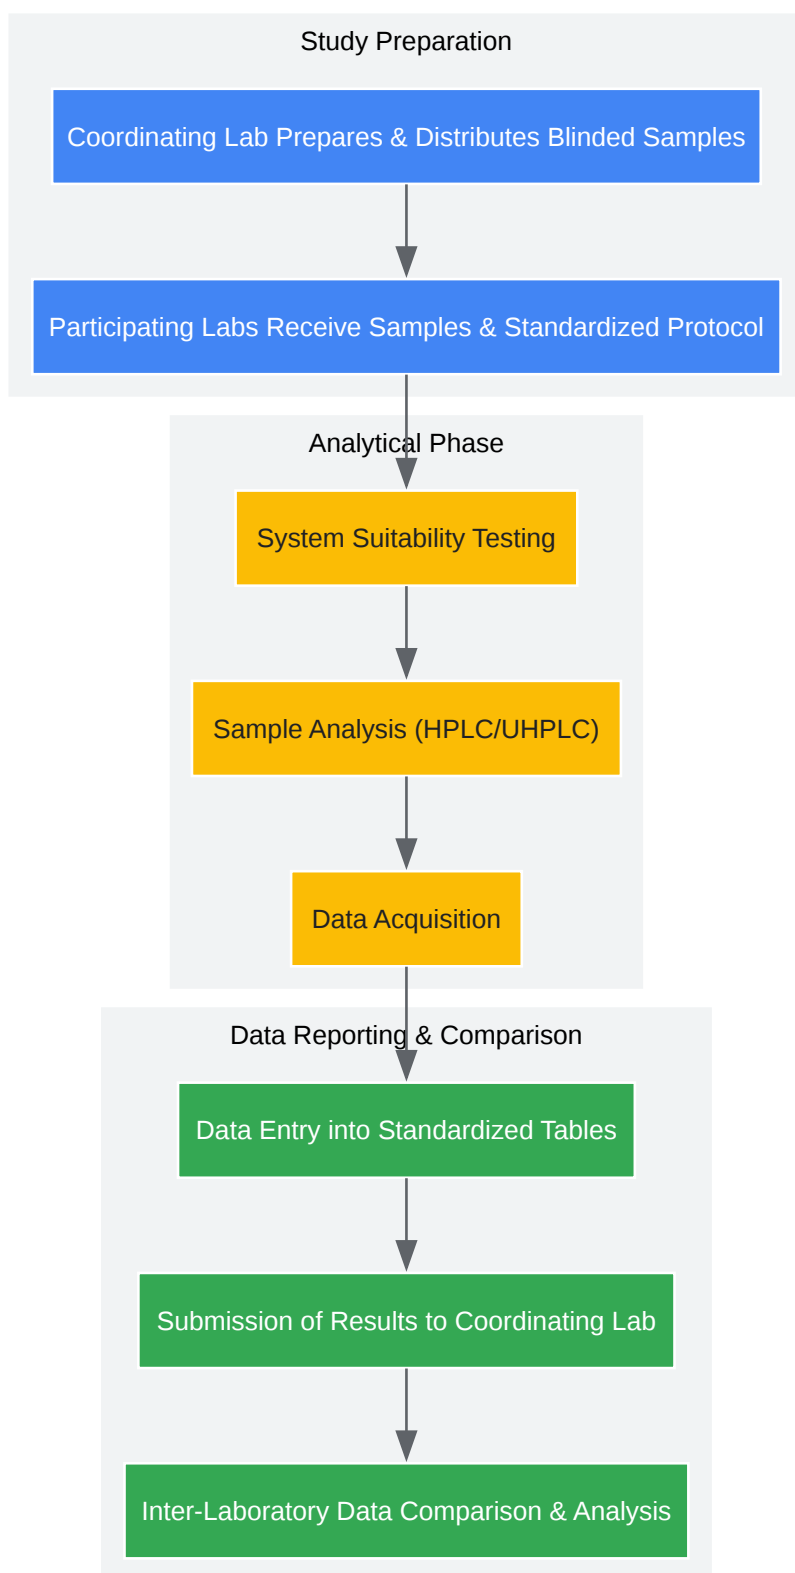 Study Preparation
Coordinating Lab Prepares & Distributes Blinded Samples
Participating Labs Receive Samples & Standardized Protocol
Analytical Phase
System Suitability Testing
Sample Analysis (HPLC/UHPLC)
Data Acquisition
Data Reporting & Comparison
Data Entry into Standardized Tables
Submission of Results to Coordinating Lab
Inter-Laboratory Data Comparison & Analysis